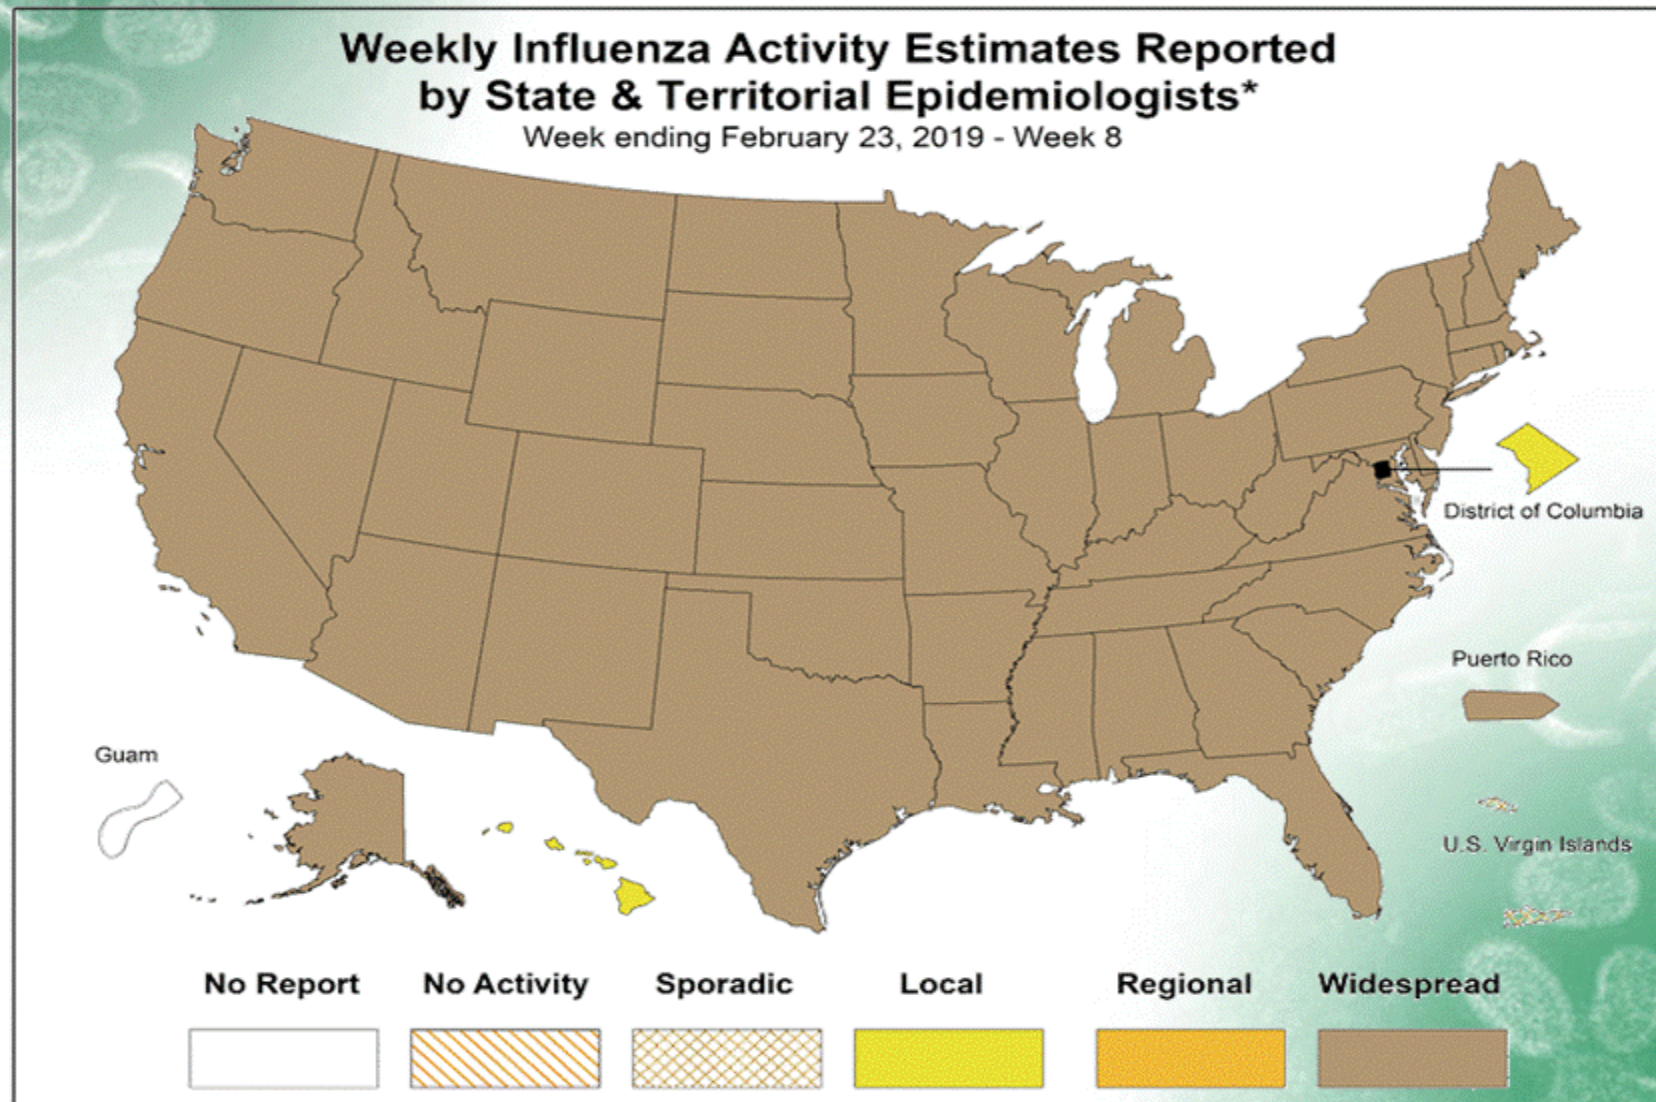 Weekly Influenza Activity Estimates Reported
by State & Territorial Epidemiologists*
Week ending February 23, 2019 - Week 8
District of Columbia
Puerto Rico
Guam
U.S. Virgin Islands
No Report
No Activity
Sporadic
Local
Regional
Widespread